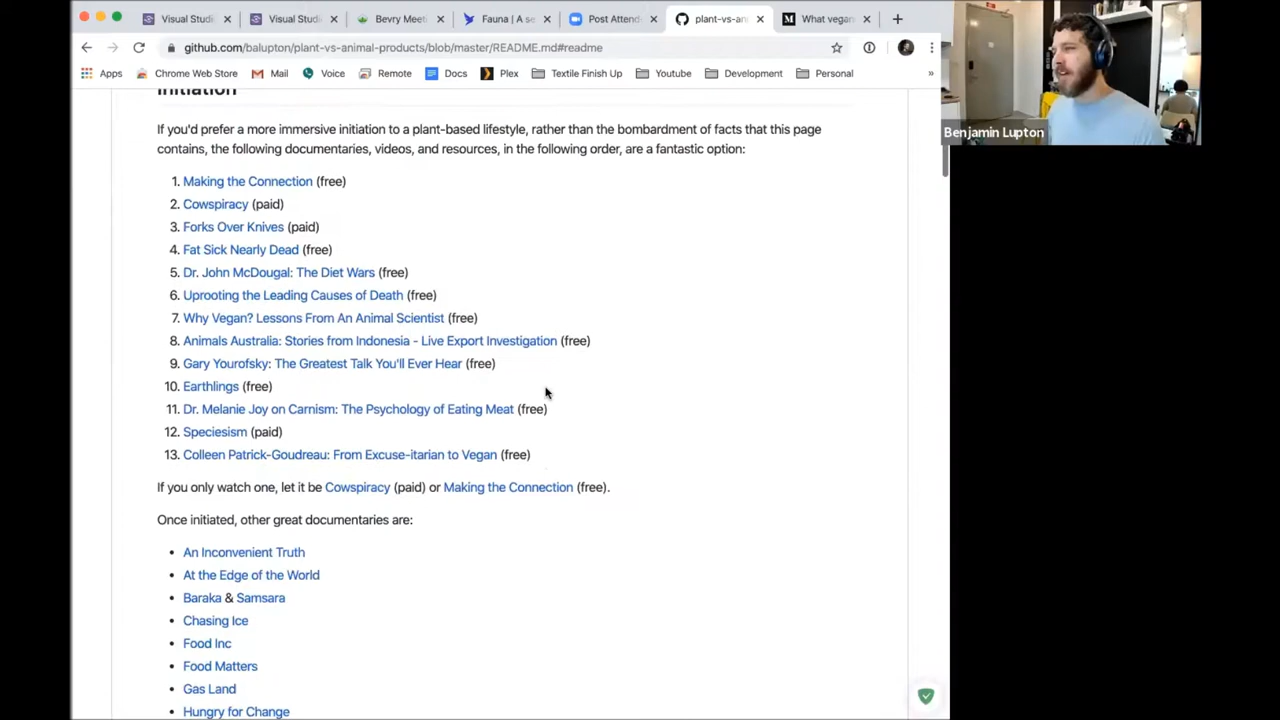 Visual Studi
Visual Studi
Bevry Meeti
Fauna | A se
Post Attend
plant-vs-an
What vegan
github.com/balupton/plant-vs-animal-products/blob/master/README.md#readme
Apps
Chrome Web Store
Mail
Voice
Remote
Docs
Plex
Textile Finish Up
Youtube
Development
Personal
»
Benjamin Lupton
Initiation
If you'd prefer a more immersive initiation to a plant-based lifestyle, rather than the bombardment of facts that this page
contains, the following documentaries, videos, and resources, in the following order, are a fantastic option:
1. Making the Connection (free)
2. Cowspiracy (paid)
3. Forks Over Knives (paid)
4. Fat Sick Nearly Dead (free)
5. Dr. John McDougal: The Diet Wars (free)
6. Uprooting the Leading Causes of Death (free)
7. Why Vegan? Lessons From An Animal Scientist (free)
8. Animals Australia: Stories from Indonesia - Live Export Investigation (free)
9. Gary Yourofsky: The Greatest Talk You'll Ever Hear (free)
10. Earthlings (free)
11. Dr. Melanie Joy on Carnism: The Psychology of Eating Meat (free)
12. Speciesism (paid)
13. Colleen Patrick-Goudreau: From Excuse-itarian to Vegan (free)
If you only watch one, let it be Cowspiracy (paid) or Making the Connection (free).
Once initiated, other great documentaries are:
• An Inconvenient Truth
• At the Edge of the World
• Baraka & Samsara
• Chasing Ice
• Food Inc
• Food Matters
• Gas Land
• Hungry for Change